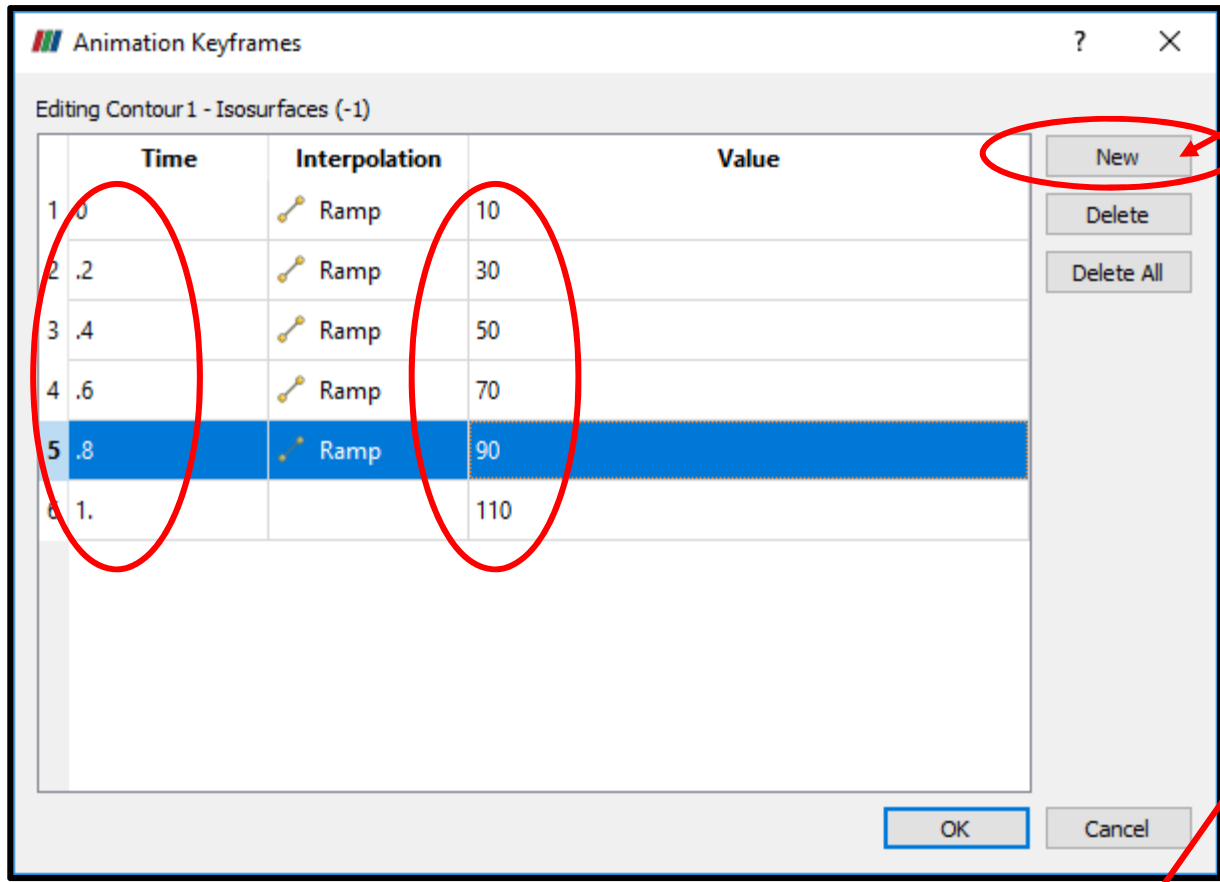 Animation Keyframes ?
Editing Contour1 - Isosurfaces (-1)
Time Interpolation Value
1 0 Ramp 10
2 .2 Ramp 30
3 .4 Ramp 50
4 .6 Ramp 70
5 .8 Ramp 90
6 1. 110
New
Delete
Delete All
OK Cancel